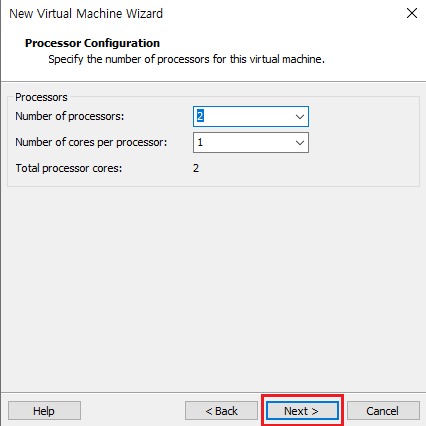 New Virtual Machine Wizard
Processor Configuration
Specify the number of processors for this virtual machine.
Processors
Number of processors: 2
Number of cores per processor: 1
Total processor cores: 2
Help < Back Next > Cancel